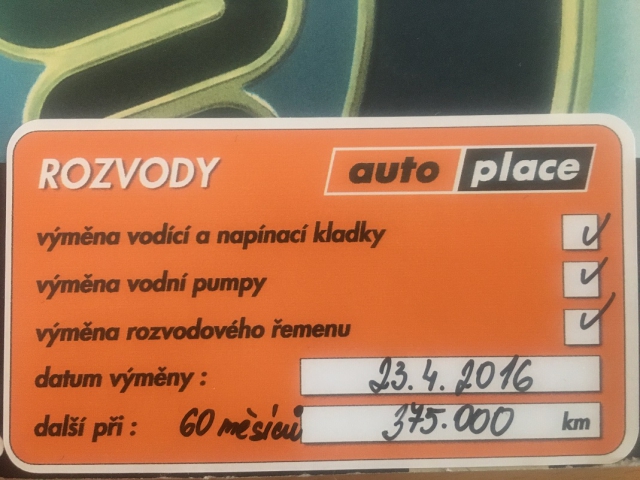 ROZVODY auto place
výměna vodící a napínací kladky
výměna vodní pumpy
výměna rozvodového řemenu
datum výměny : 23.4.2016
další při : 60 měsíců 375.000 km